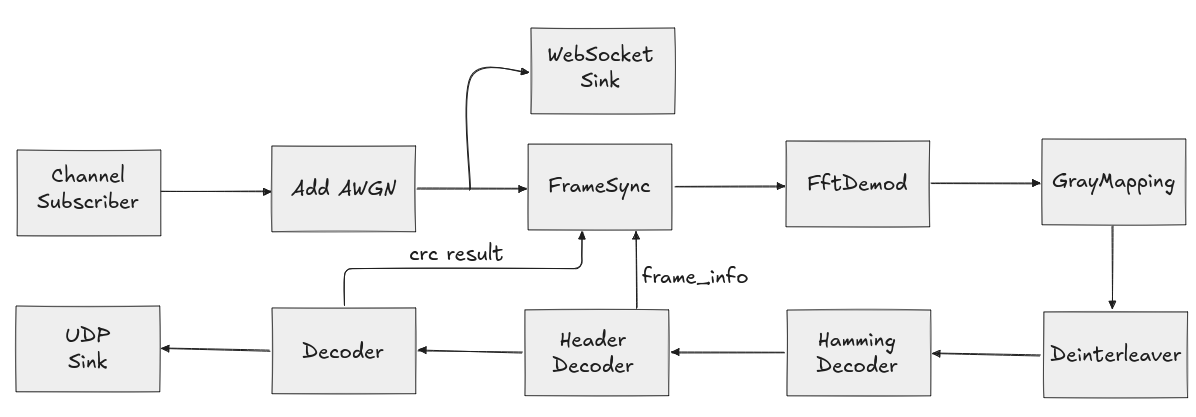 WebSocket
Sink
Channel
Subscriber
Add AWGN
FrameSync
FftDemod
GrayMapping
crc result
frame_info
UDP
Sink
Decoder
Header
Decoder
Hamming
Decoder
Deinterleaver